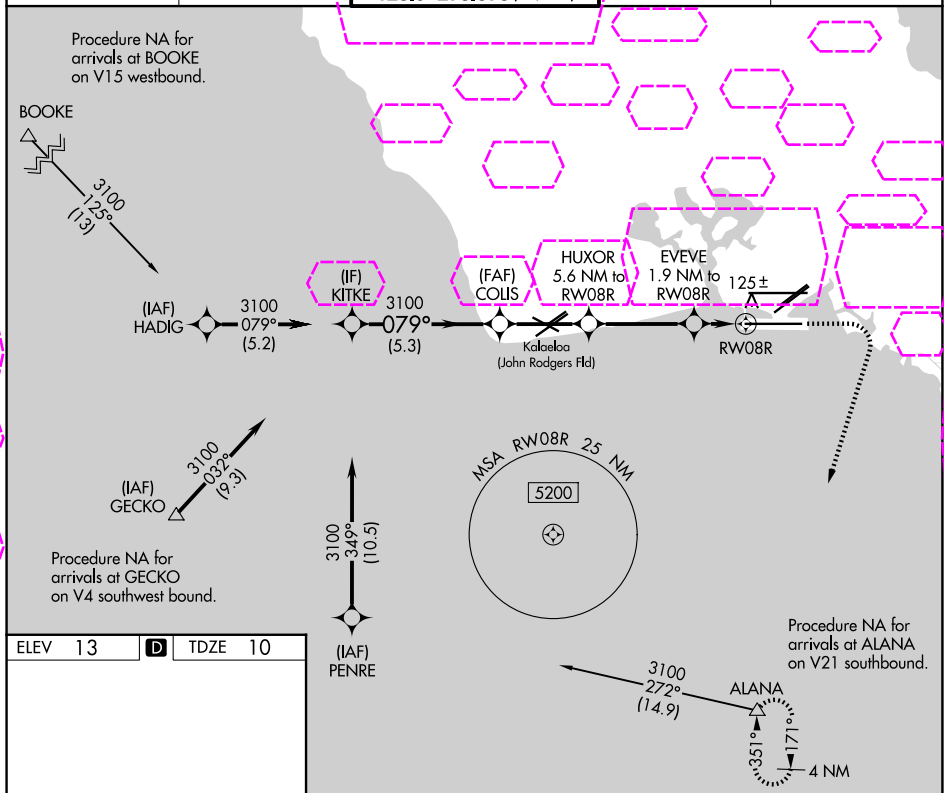 Procedure NA for
arrivals at BOOKE
on V15 westbound.
BOOKE
3100
125°
(13)
(IAF)
HADIG
3100
079°
(5.2)
(IF)
KITKE
3100
079°
(5.3)
(FAF)
COLIS
HUXOR
5.6 NM to
RW08R
EVEVE
1.9 NM to
RW08R
125±
Kalaeloa
(John Rodgers Fld)
RW08R
(IAF)
GECKO
3100
032°
(9.3)
Procedure NA for
arrivals at GECKO
on V4 southwest bound.
3100
349°
(10.5)
(IAF)
PENRE
MSA RW08R 25 NM
5200
Procedure NA for
arrivals at ALANA
on V21 southbound.
3100
272°
(14.9)
ALANA
351°
171°
4 NM
ELEV 13 D TDZE 10